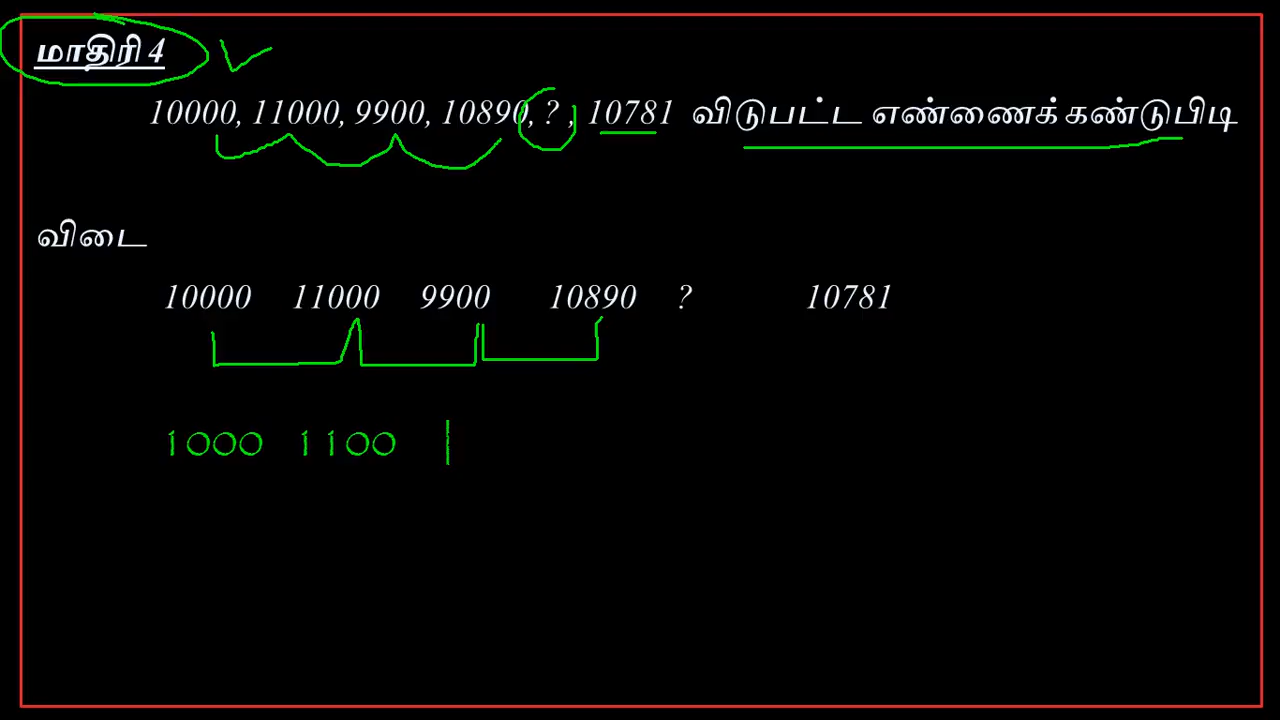 மாதிரி 4
10000, 11000, 9900, 10890, ? , 10781 விடுபட்ட எண்ணைக் கண்டுபிடி
விடை
10000 11000 9900 10890 ? 10781
1000 1100 |